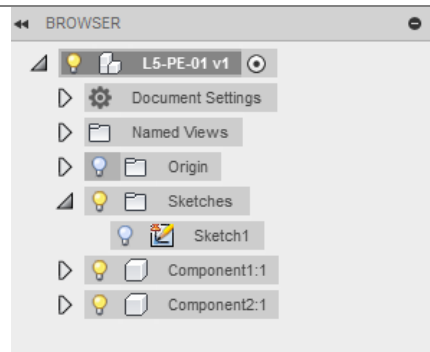 BROWSER
L5-PE-01 v1
Document Settings
Named Views
Origin
Sketches
Sketch1
Component1:1
Component2:1